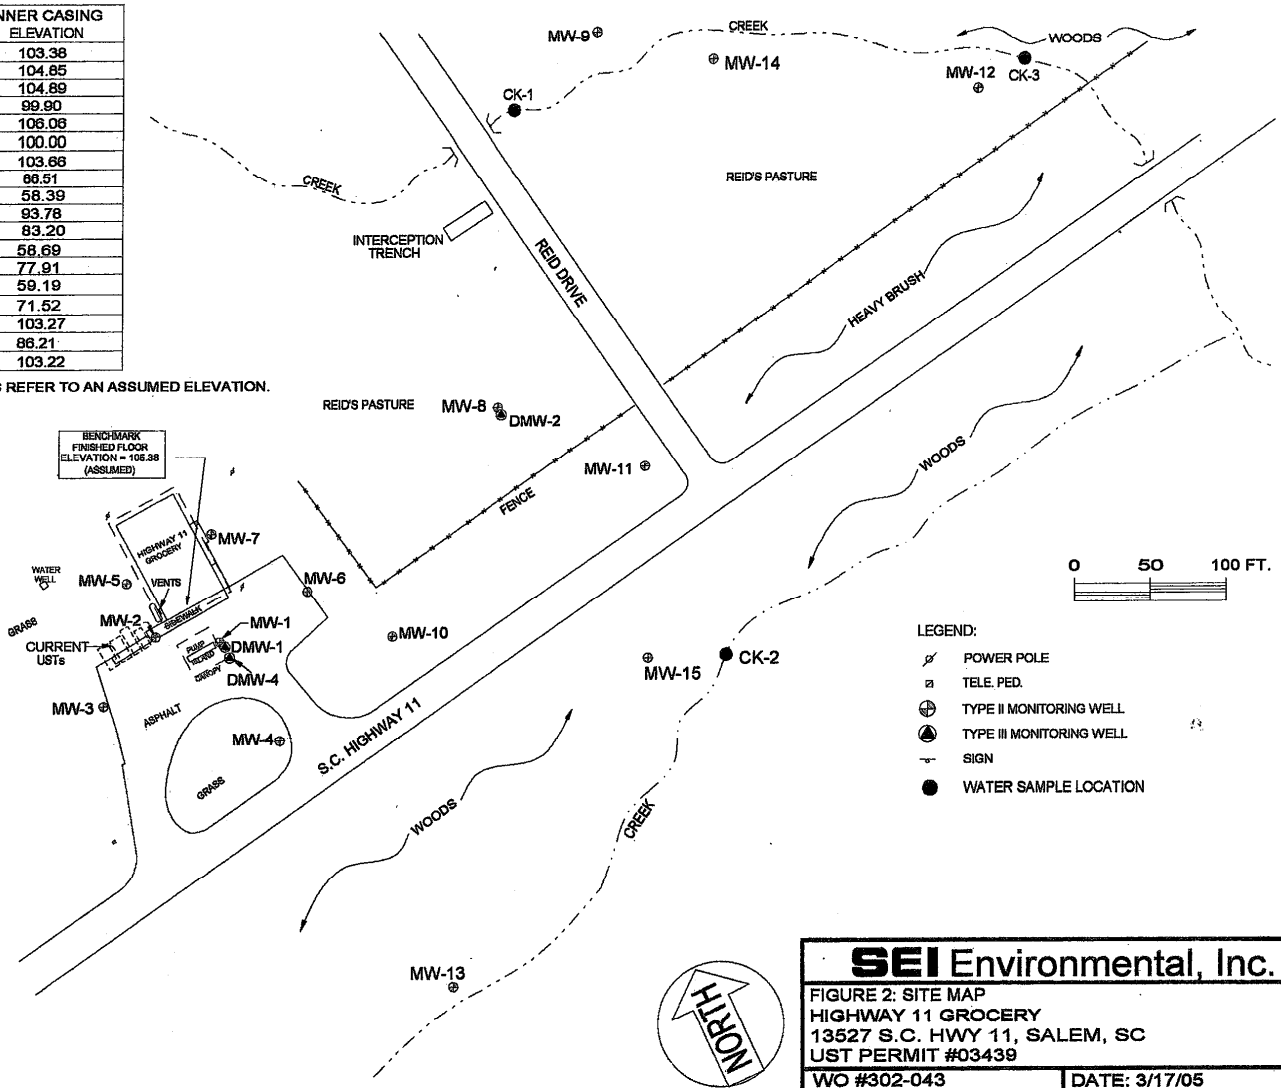 NNER CASING
ELEVATION
103.38
104.85
104.89
99.90
106.06
100.00
103.66
86.51
58.39
93.78
83.20
58.69
77.91
59.19
71.52
103.27
86.21
103.22
S REFER TO AN ASSUMED ELEVATION.
MW-9
CREEK
MW-14
WOODS
MW-12
CK-3
CK-1
CREEK
REID'S PASTURE
INTERCEPTION
TRENCH
REID DRIVE
HEAVY BRUSH
REID'S PASTURE
MW-8
DMW-2
MW-11
FENCE
WOODS
BENCHMARK
FINISHED FLOOR
ELEVATION = 105.38
(ASSUMED)
HIGHWAY 11
GROCERY
MW-7
WATER
WELL
MW-5
VENTS
MW-6
GRASS
MW-2
SIDEWALK
CURRENT
USTs
PUMP
ISLAND
CANOPY
MW-1
DMW-1
DMW-4
MW-10
MW-15
CK-2
MW-3
ASPHALT
MW-4
GRASS
S.C. HIGHWAY 11
WOODS
CREEK
MW-13
0 50 100 FT.
LEGEND:
POWER POLE
TELE. PED.
TYPE II MONITORING WELL
TYPE III MONITORING WELL
SIGN
WATER SAMPLE LOCATION
NORTH
SEI Environmental, Inc.
FIGURE 2: SITE MAP
HIGHWAY 11 GROCERY
13527 S.C. HWY 11, SALEM, SC
UST PERMIT #03439
WO #302-043
DATE: 3/17/05